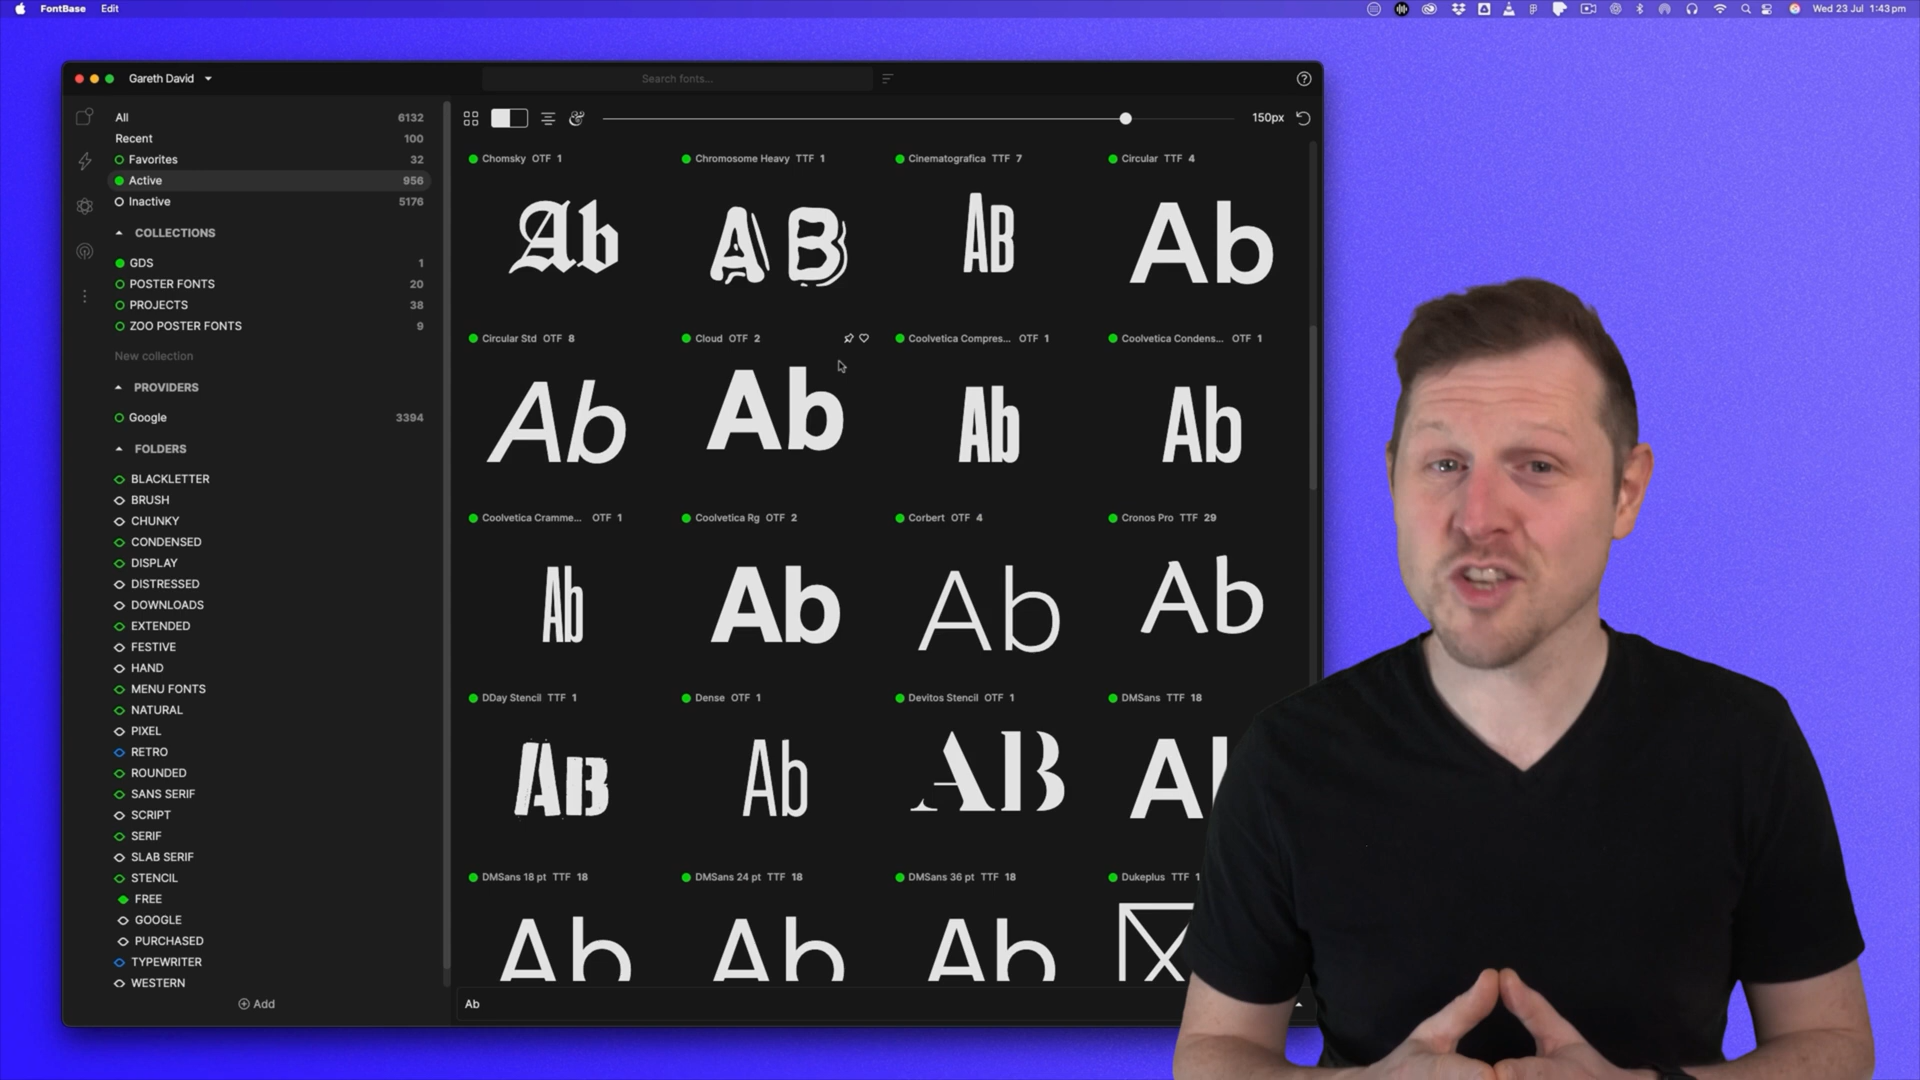 FontBase Edit
Wed 23 Jul 1:43 pm
Gareth David
Search fonts...
All 6132
Recent 100
Favorites 32
Active 956
Inactive 5176
COLLECTIONS
GDS 1
POSTER FONTS 20
PROJECTS 38
ZOO POSTER FONTS 9
New collection
PROVIDERS
Google 3394
FOLDERS
BLACKLETTER
BRUSH
CHUNKY
CONDENSED
DISPLAY
DISTRESSED
DOWNLOADS
EXTENDED
FESTIVE
HAND
MENU FONTS
NATURAL
PIXEL
RETRO
ROUNDED
SANS SERIF
SCRIPT
SERIF
SLAB SERIF
STENCIL
FREE
GOOGLE
PURCHASED
TYPEWRITER
WESTERN
Add
150px
Chomsky OTF 1 Chromosome Heavy TTF 1 Cinematografica TTF 7 Circular TTF 4
Ab AB AB Ab
Circular Std OTF 8 Cloud OTF 2 Coolvetica Compres... OTF 1 Coolvetica Condens... OTF 1
Ab Ab Ab Ab
Coolvetica Cramme... OTF 1 Coolvetica Rg OTF 2 Corbert OTF 4 Cronos Pro TTF 29
Ab Ab Ab Ab
DDay Stencil TTF 1 Dense OTF 1 Devitos Stencil OTF 1 DMSans TTF 18
AB Ab AB A
DMSans 18 pt TTF 18 DMSans 24 pt TTF 18 DMSans 36 pt TTF 18 Dukeplus TTF 1
Ab Ab Ab
Ab